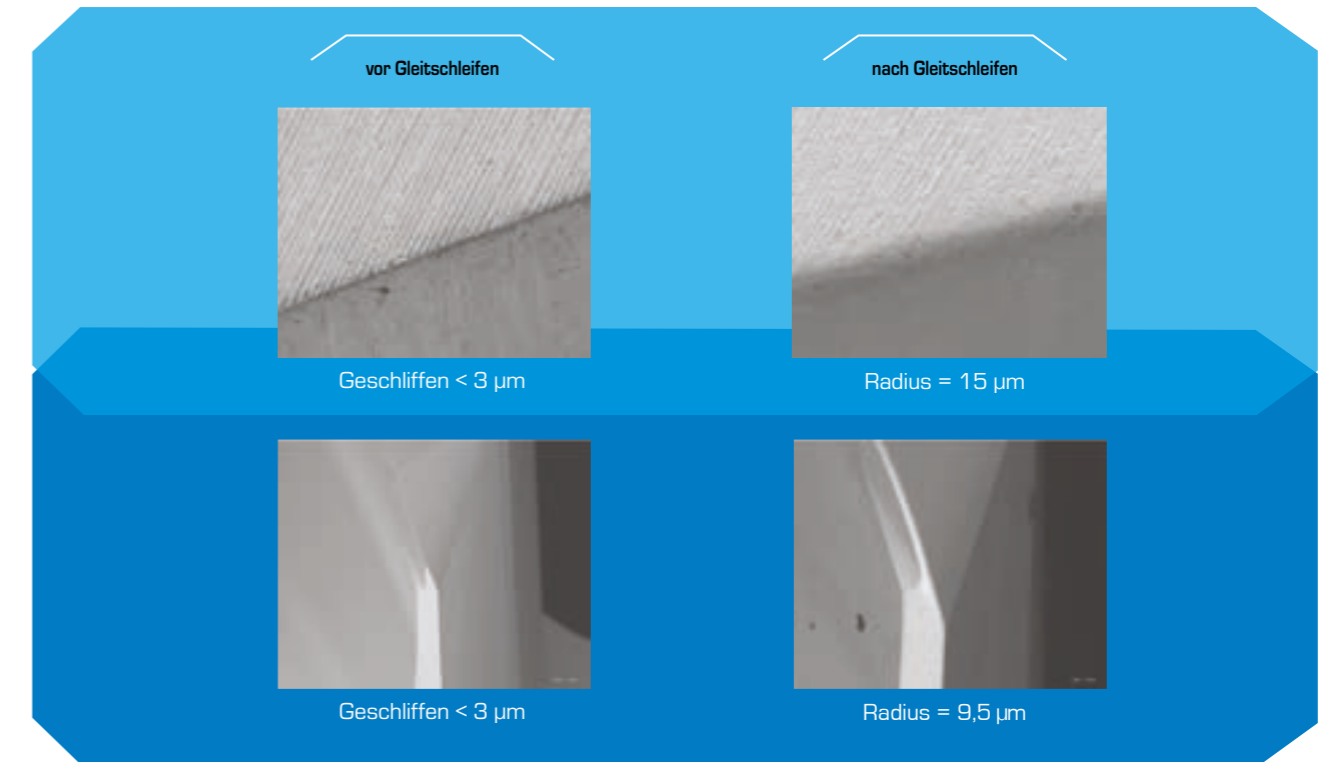 vor Gleitschleifen
nach Gleitschleifen
Geschliffen < 3 µm
Radius = 15 µm
Geschliffen < 3 µm
Radius = 9,5 µm